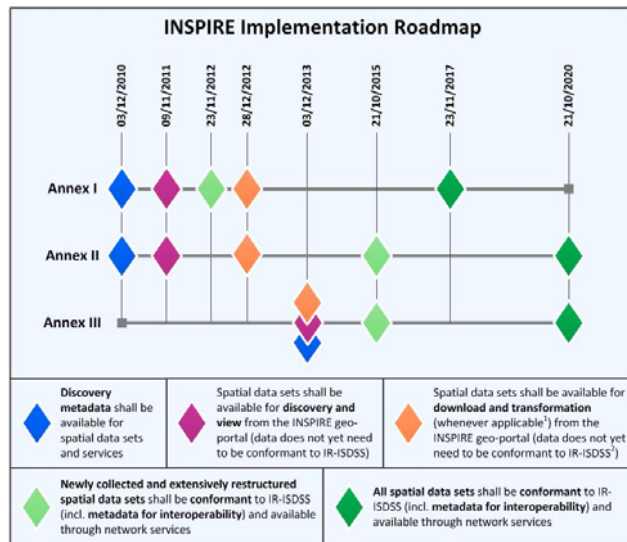 INSPIRE Implementation Roadmap
03/12/2010
09/11/2011
23/11/2012
28/12/2012
03/12/2013
21/10/2015
23/11/2017
21/10/2020
Annex I
Annex II
Annex III
Discovery
metadata shall be
available for
spatial data sets
and services
Spatial data sets shall be
available for discovery and
view from the INSPIRE geo-
portal (data does not yet need
to be conformant to IR-ISDSS)
Spatial data sets shall be available for
download and transformation
(whenever applicable¹) from the
INSPIRE geo-portal (data does not yet
need to be conformant to IR-ISDSS²)
Newly collected and extensively restructured
spatial data sets shall be conformant to IR-ISDSS
(incl. metadata for interoperability) and available
through network services
All spatial data sets shall be conformant to IR-
ISDSS (incl. metadata for interoperability) and
available through network services